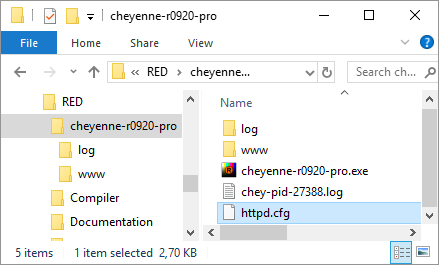 cheyenne-r0920-pro
File Home Share View
« RED › cheyenne... Search ch...
RED
cheyenne-r0920-pro
log
www
Compiler
Documentation
Name
log
www
cheyenne-r0920-pro.exe
chey-pid-27388.log
httpd.cfg
5 items 1 item selected 2,70 KB